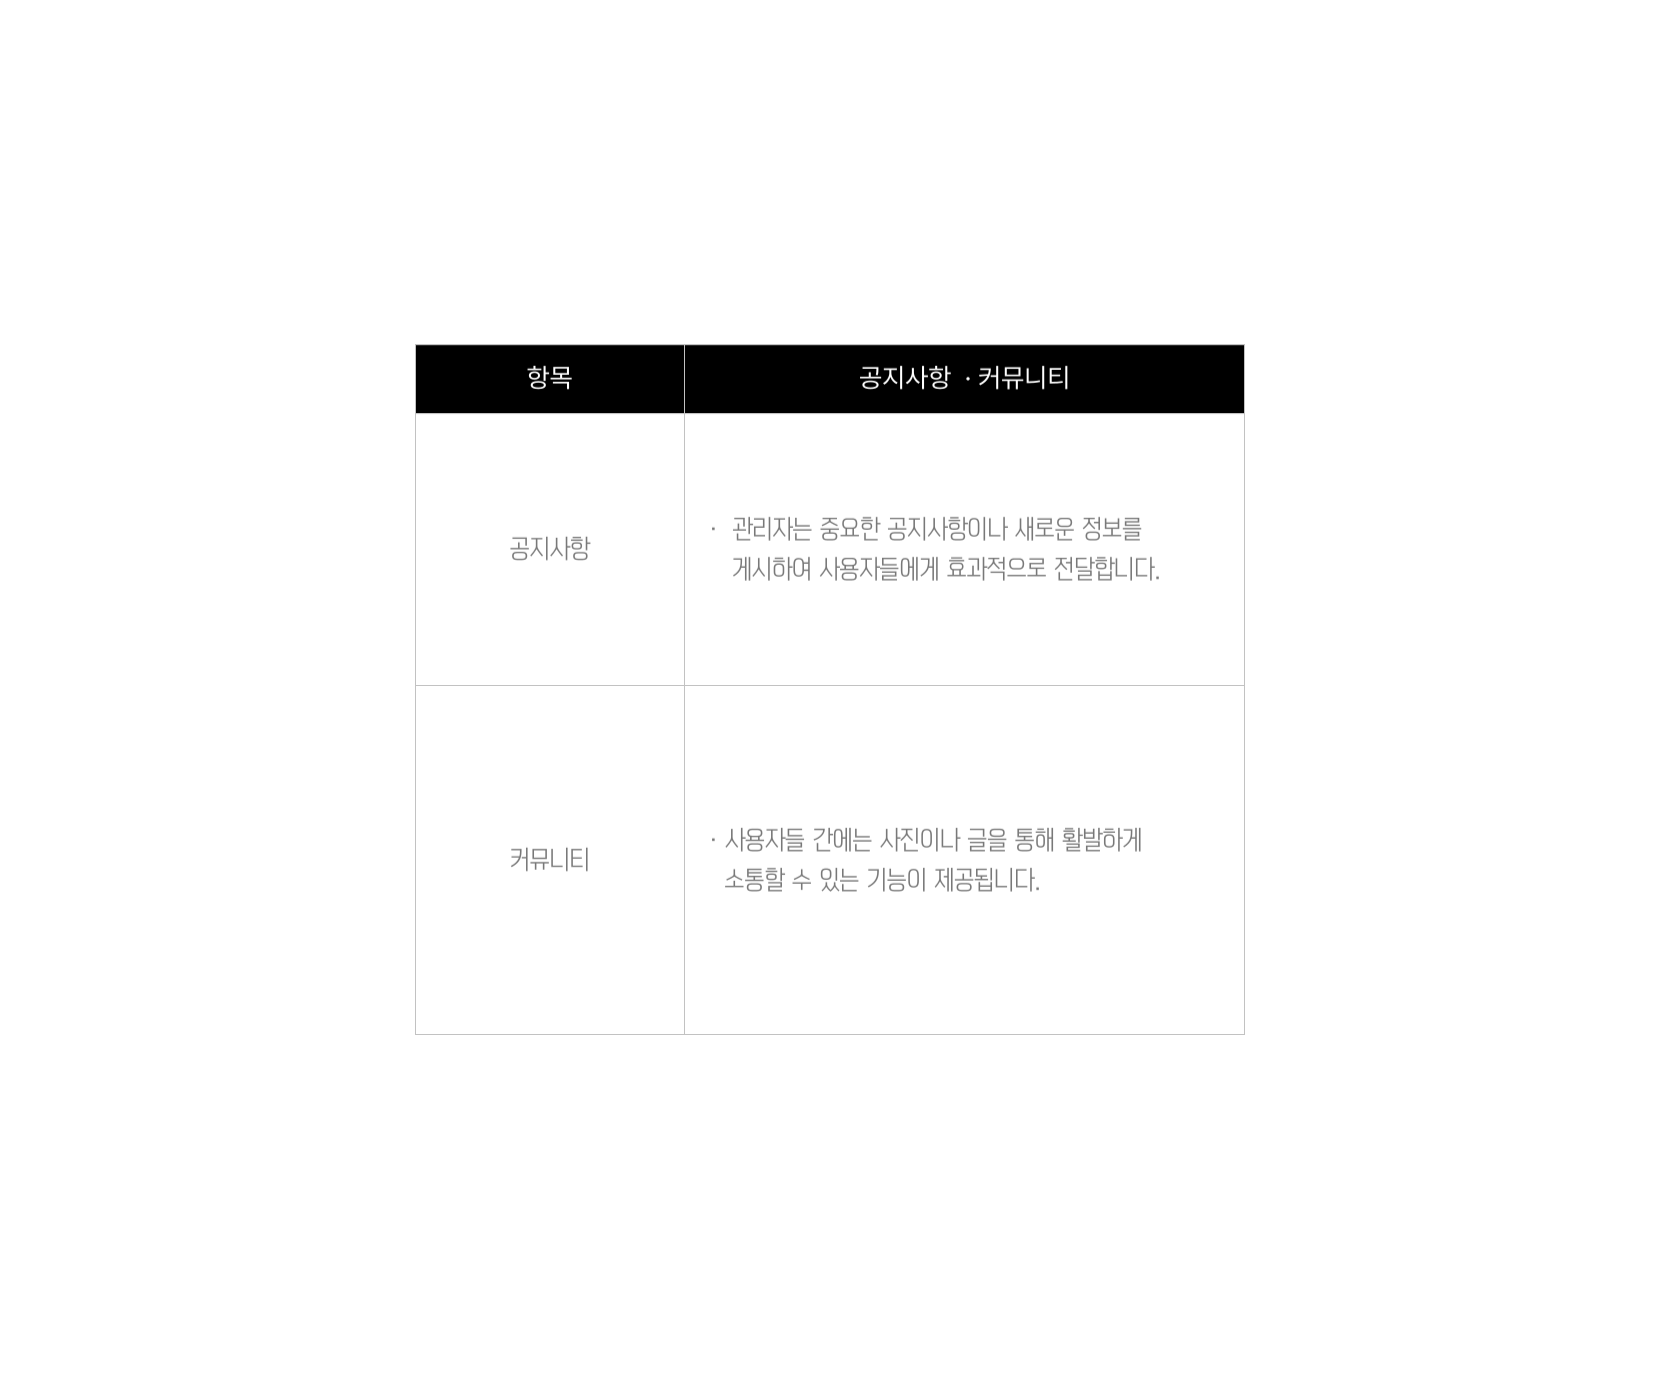 항목
공지사항 · 커뮤니티
공지사항
· 관리자는 중요한 공지사항이나 새로운 정보를
게시하여 사용자들에게 효과적으로 전달합니다.
커뮤니티
· 사용자들 간에는 사진이나 글을 통해 활발하게
소통할 수 있는 기능이 제공됩니다.